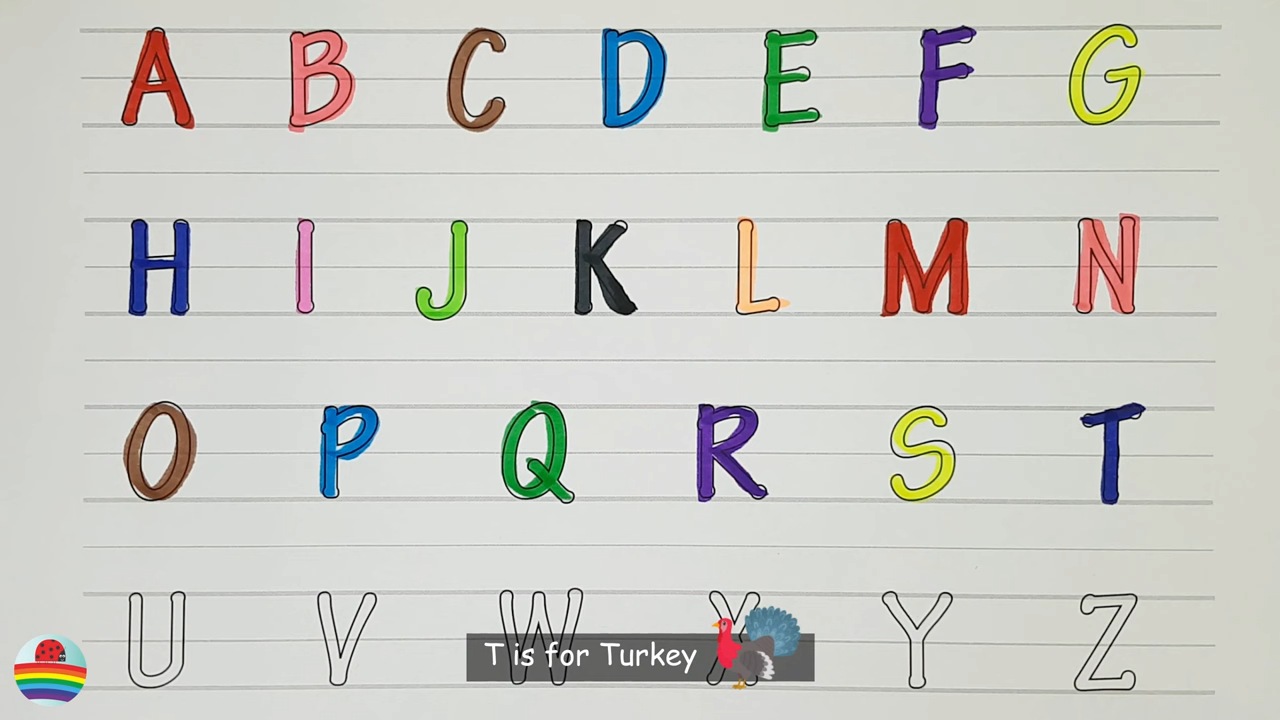 A B C D E F G
H I J K L M N
O P Q R S T
U V W X Y Z
T is for Turkey